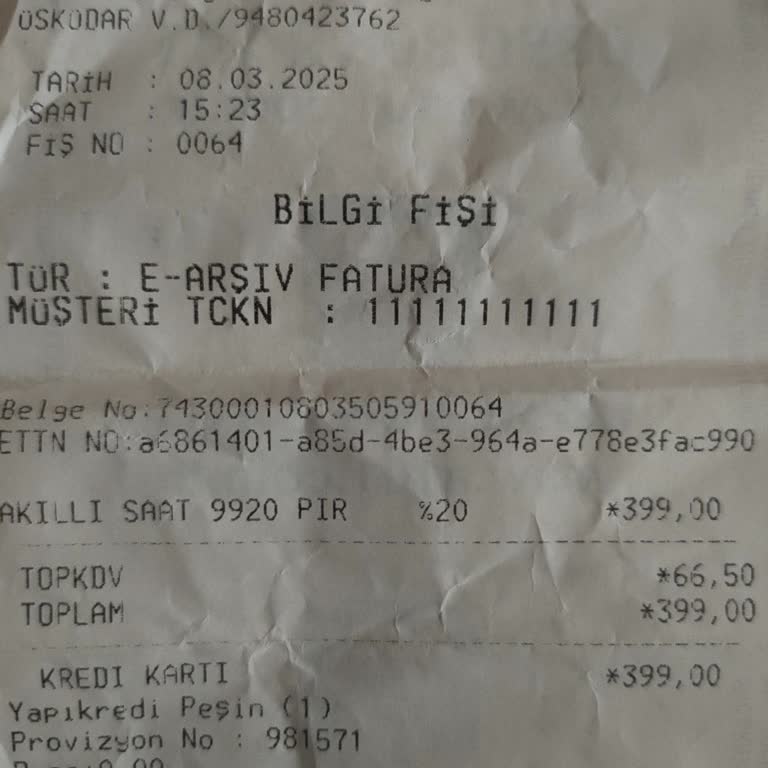 ÜSKÜDAR V.D./9480423762
TARİH : 08.03.2025
SAAT : 15:23
FİŞ NO : 0064
BİLGİ FİŞİ
TÜR : E-ARŞIV FATURA
MÜŞTERİ TCKN : 11111111111
Belge No:74300010803505910064
ETTN NO:a6861401-a85d-4be3-964a-e778e3fac990
AKILLI SAAT 9920 PIR %20 *399,00
TOPKDV *66,50
TOPLAM *399,00
KREDI KARTI *399,00
Yapıkredi Peşin (1)
Provizyon No : 981571